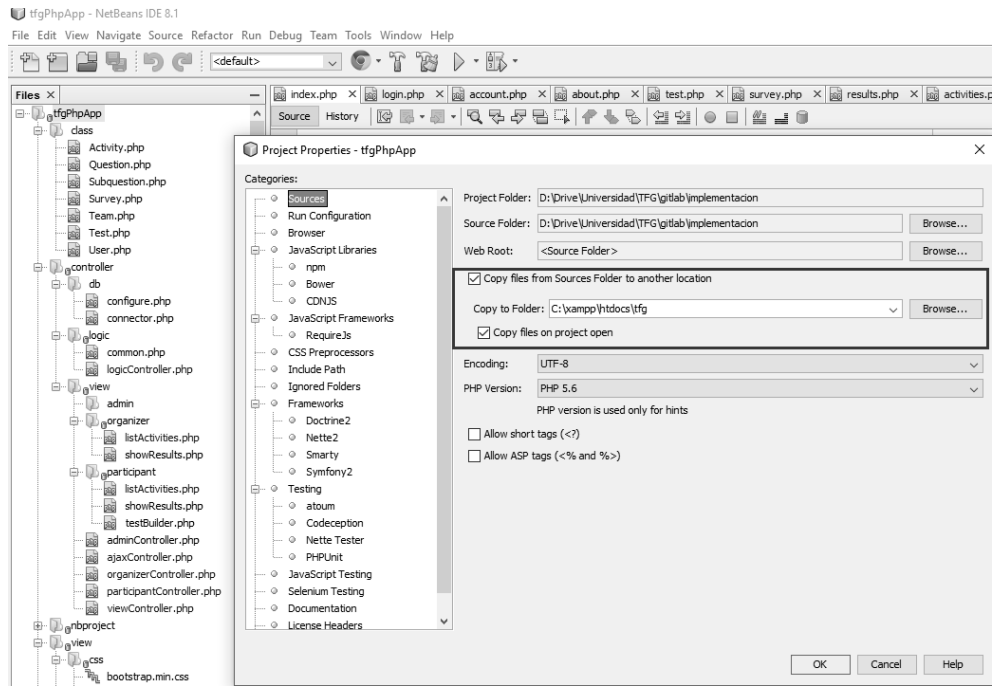 tfgPhpApp - NetBeans IDE 8.1
File Edit View Navigate Source Refactor Run Debug Team Tools Window Help
<default>
Files
index.php login.php account.php about.php test.php survey.php results.php activities.p
Source History
tfgPhpApp
class
Activity.php
Question.php
Subquestion.php
Survey.php
Team.php
Test.php
User.php
controller
db
configure.php
connector.php
logic
common.php
logicController.php
view
admin
organizer
listActivities.php
showResults.php
participant
listActivities.php
showResults.php
testBuilder.php
adminController.php
ajaxController.php
organizerController.php
participantController.php
viewController.php
nbproject
view
css
bootstrap.min.css
Project Properties - tfgPhpApp
Categories:
Sources
Run Configuration
Browser
JavaScript Libraries
npm
Bower
CDNJS
JavaScript Frameworks
RequireJs
CSS Preprocessors
Include Path
Ignored Folders
Frameworks
Doctrine2
Nette2
Smarty
Symfony2
Testing
atoum
Codeception
Nette Tester
PHPUnit
JavaScript Testing
Selenium Testing
Documentation
License Headers
Project Folder: D:\Drive\Universidad\TFG\gitlab\implementacion
Source Folder: D:\Drive\Universidad\TFG\gitlab\implementacion Browse...
Web Root: <Source Folder> Browse...
Copy files from Sources Folder to another location
Copy to Folder: C:\xampp\htdocs\tfg Browse...
Copy files on project open
Encoding: UTF-8
PHP Version: PHP 5.6
PHP version is used only for hints
Allow short tags (<?)
Allow ASP tags (<% and %>)
OK Cancel Help